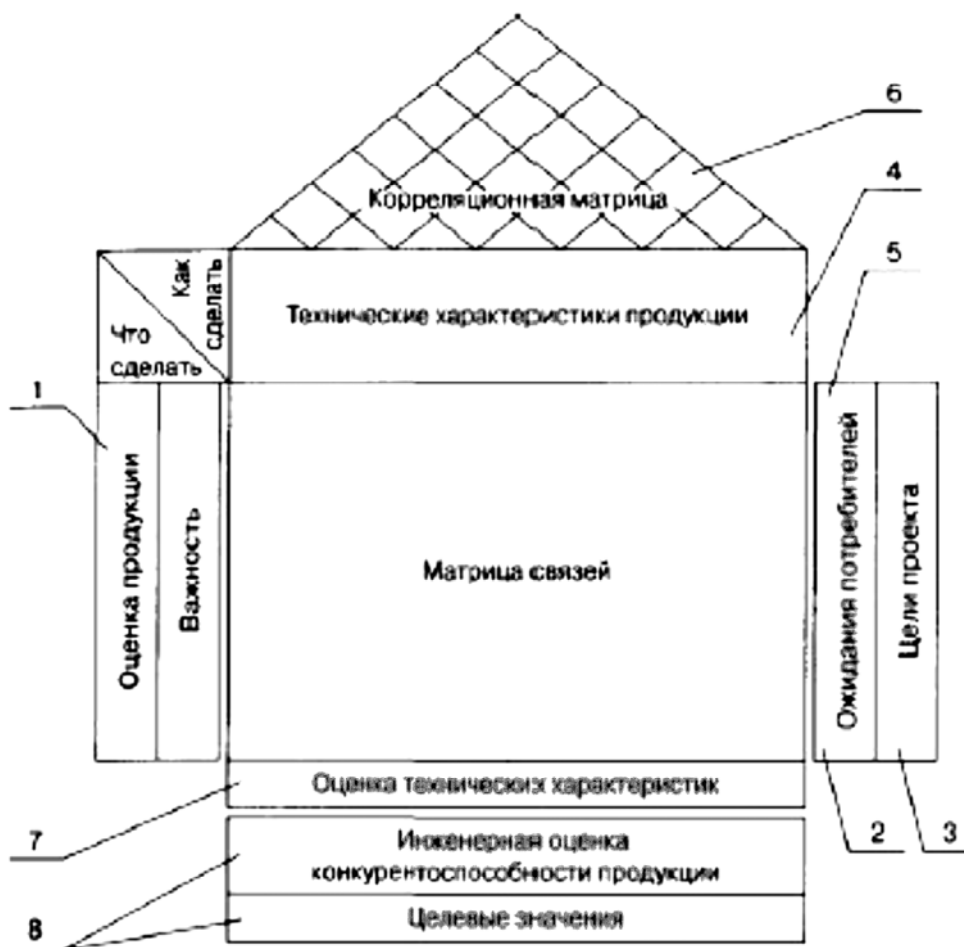 6
Корреляционная матрица
4
Как
сделать
5
Технические характеристики продукции
Что
сделать
1
Оценка продукции
Важность
Матрица связей
Ожидания потребителей
Цели проекта
Оценка технических характеристик
7
2
3
Инженерная оценка
конкурентоспособности продукции
8
Целевые значения